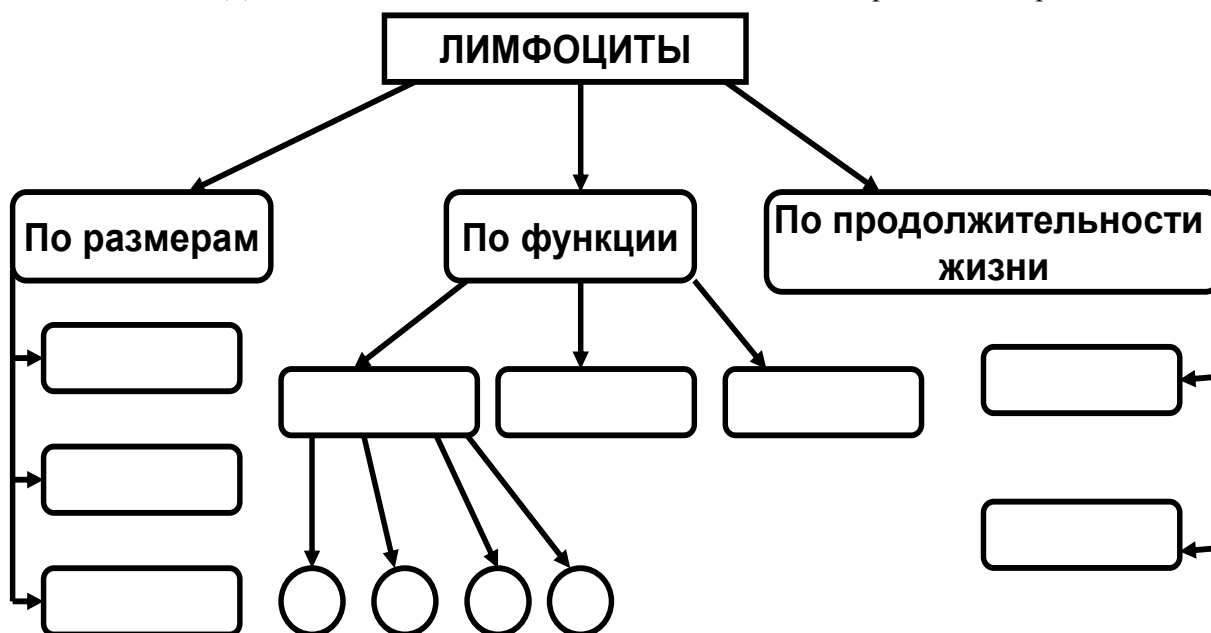 ЛИМФОЦИТЫ
По размерам
По функции
По продолжительности
жизни